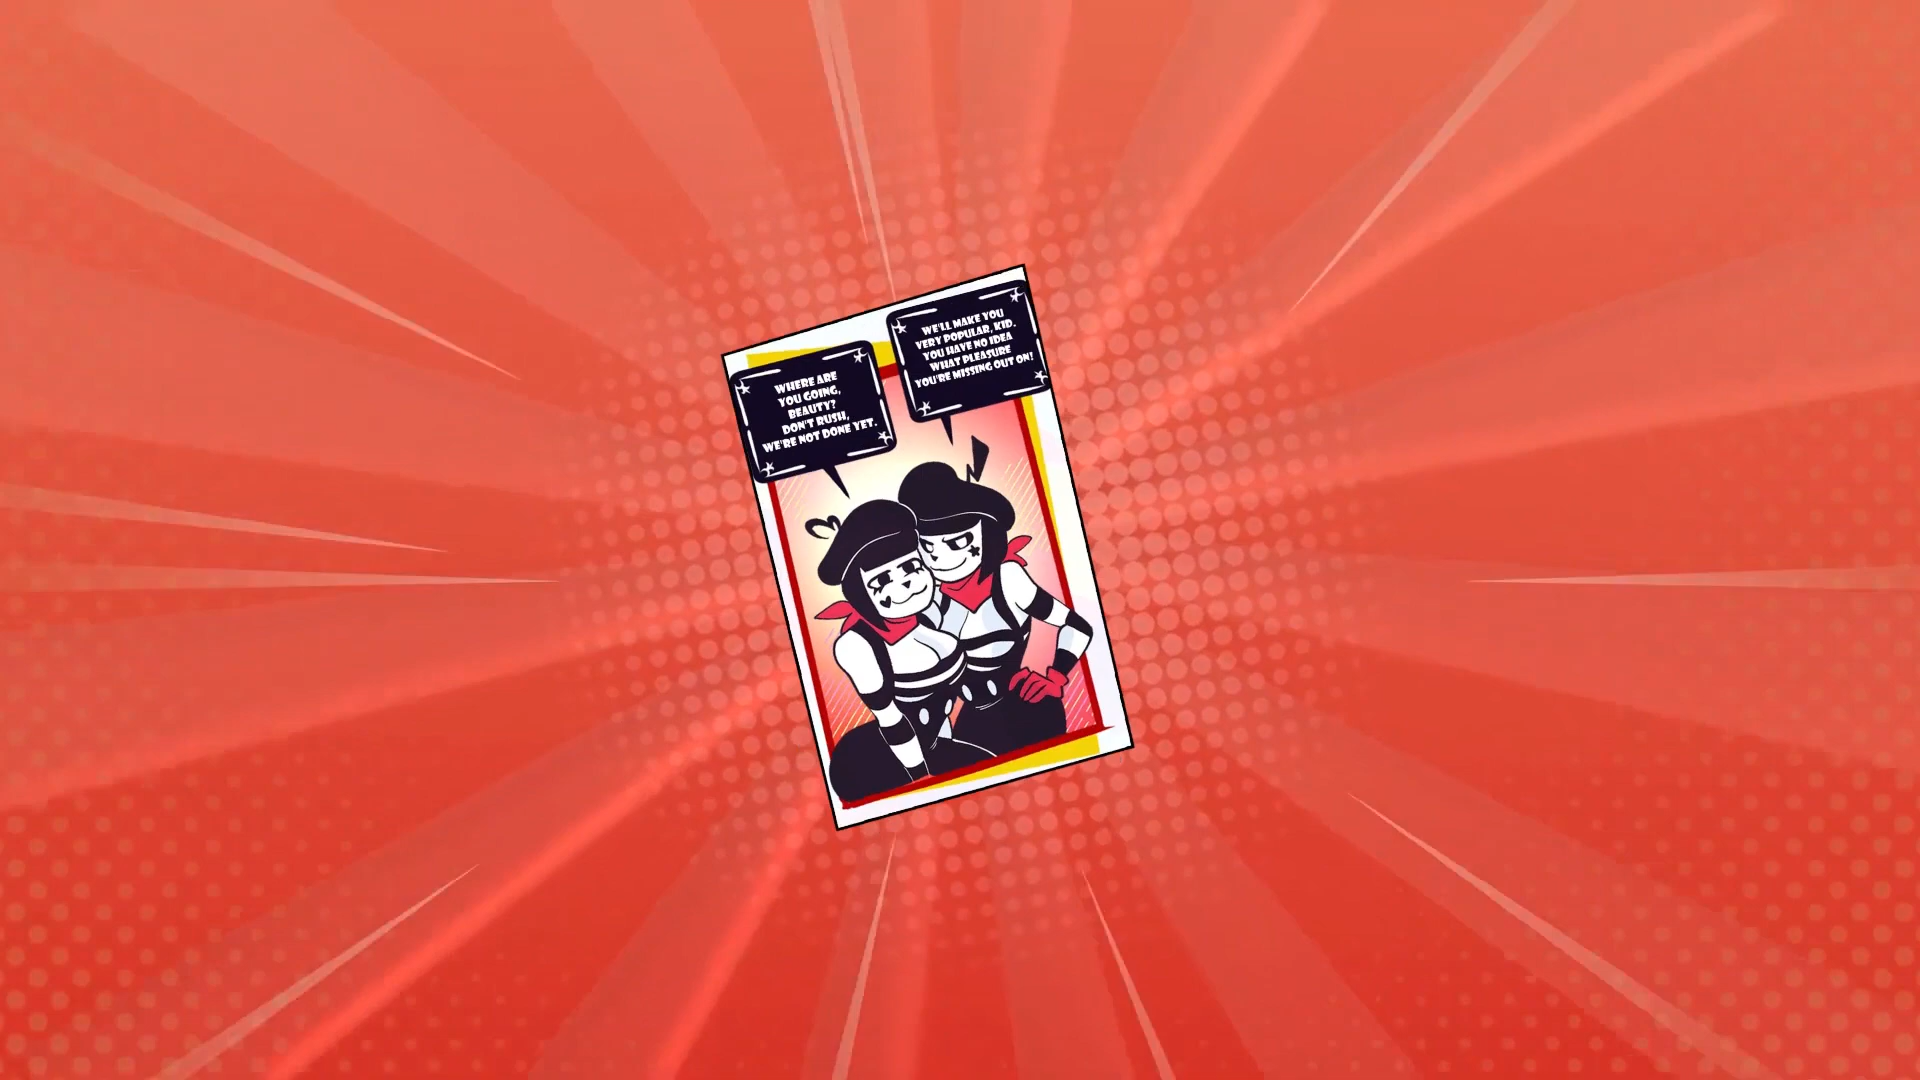 WHERE ARE
YOU GOING,
BEAUTY?
DON'T RUSH,
WE'RE NOT DONE YET.
WE'LL MAKE YOU
VERY POPULAR, KID.
YOU HAVE NO IDEA
WHAT PLEASURE
YOU'RE MISSING OUT ON!